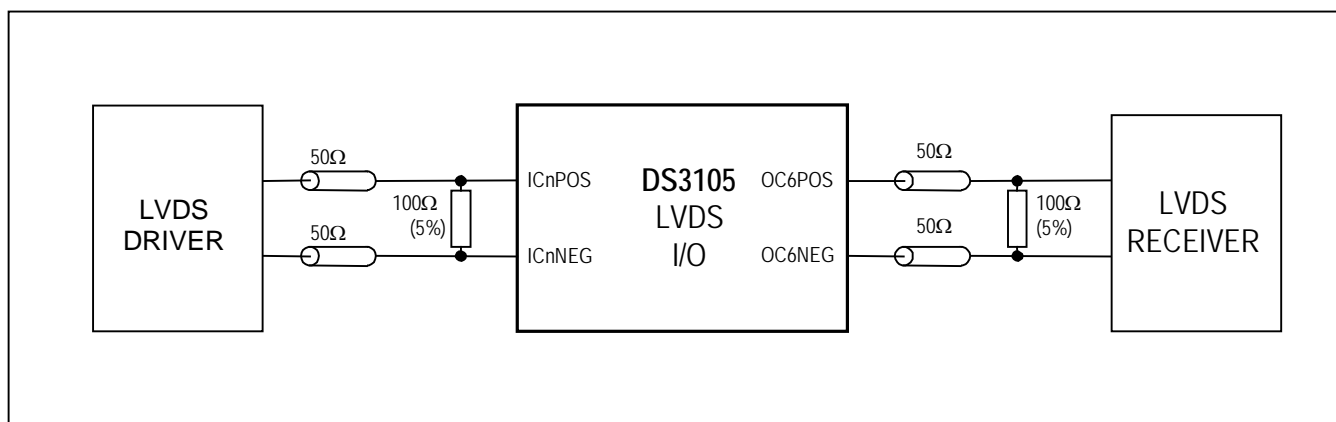 LVDS
DRIVER
50Ω
50Ω
100Ω
(5%)
ICnPOS
ICnNEG
DS3105
LVDS
I/O
OC6POS
OC6NEG
50Ω
50Ω
100Ω
(5%)
LVDS
RECEIVER